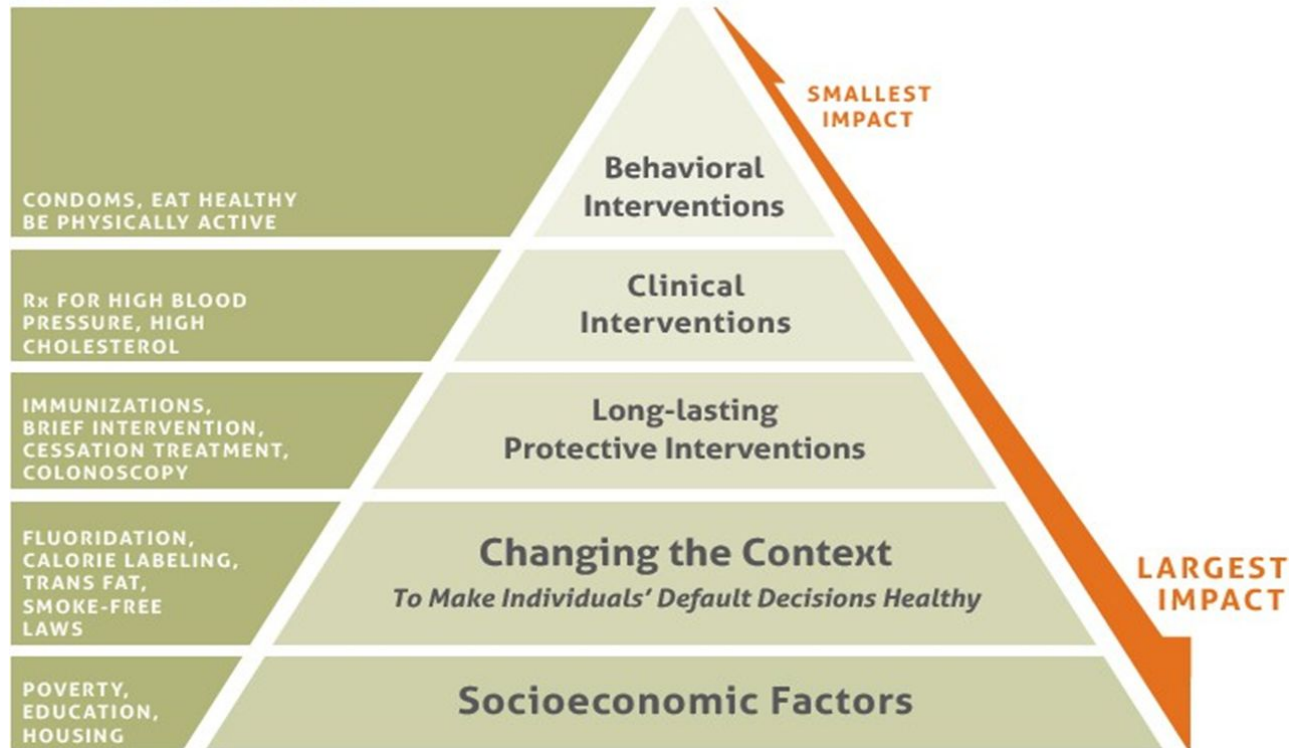 SMALLEST
IMPACT
Behavioral
Interventions
CONDOMS, EAT HEALTHY
BE PHYSICALLY ACTIVE
Clinical
Interventions
Rx FOR HIGH BLOOD
PRESSURE, HIGH
CHOLESTEROL
Long-lasting
Protective Interventions
IMMUNIZATIONS,
BRIEF INTERVENTION,
CESSATION TREATMENT,
COLONOSCOPY
Changing the Context
To Make Individuals' Default Decisions Healthy
FLUORIDATION,
CALORIE LABELING,
TRANS FAT,
SMOKE-FREE
LAWS
LARGEST
IMPACT
Socioeconomic Factors
POVERTY,
EDUCATION,
HOUSING